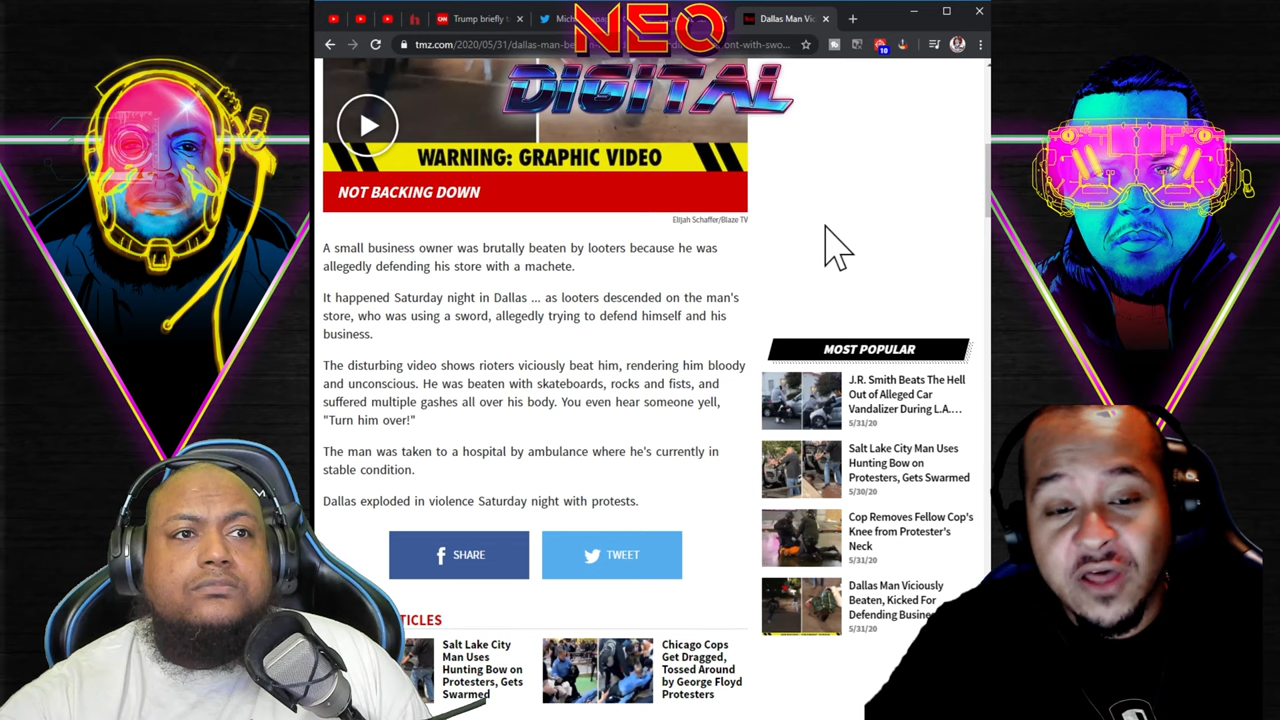 NEO
DIGITAL
Trump briefly
Dallas Man Vic
tmz.com/2020/05/31/dallas-man-be
ont-with-swo...
10
WARNING: GRAPHIC VIDEO
NOT BACKING DOWN
Elijah Schaffer/Blaze TV
A small business owner was brutally beaten by looters because he was
allegedly defending his store with a machete.
It happened Saturday night in Dallas ... as looters descended on the man's
store, who was using a sword, allegedly trying to defend himself and his
business.
The disturbing video shows rioters viciously beat him, rendering him bloody
and unconscious. He was beaten with skateboards, rocks and fists, and
suffered multiple gashes all over his body. You even hear someone yell,
"Turn him over!"
The man was taken to a hospital by ambulance where he's currently in
stable condition.
Dallas exploded in violence Saturday night with protests.
SHARE
TWEET
TICLES
Salt Lake City
Man Uses
Hunting Bow on
Protesters, Gets
Swarmed
Chicago Cops
Get Dragged,
Tossed Around
by George Floyd
Protesters
MOST POPULAR
J.R. Smith Beats The Hell
Out of Alleged Car
Vandalizer During L.A....
5/31/20
Salt Lake City Man Uses
Hunting Bow on
Protesters, Gets Swarmed
5/30/20
Cop Removes Fellow Cop's
Knee from Protester's
Neck
5/31/20
Dallas Man Viciously
Beaten, Kicked For
Defending Busine
5/31/20